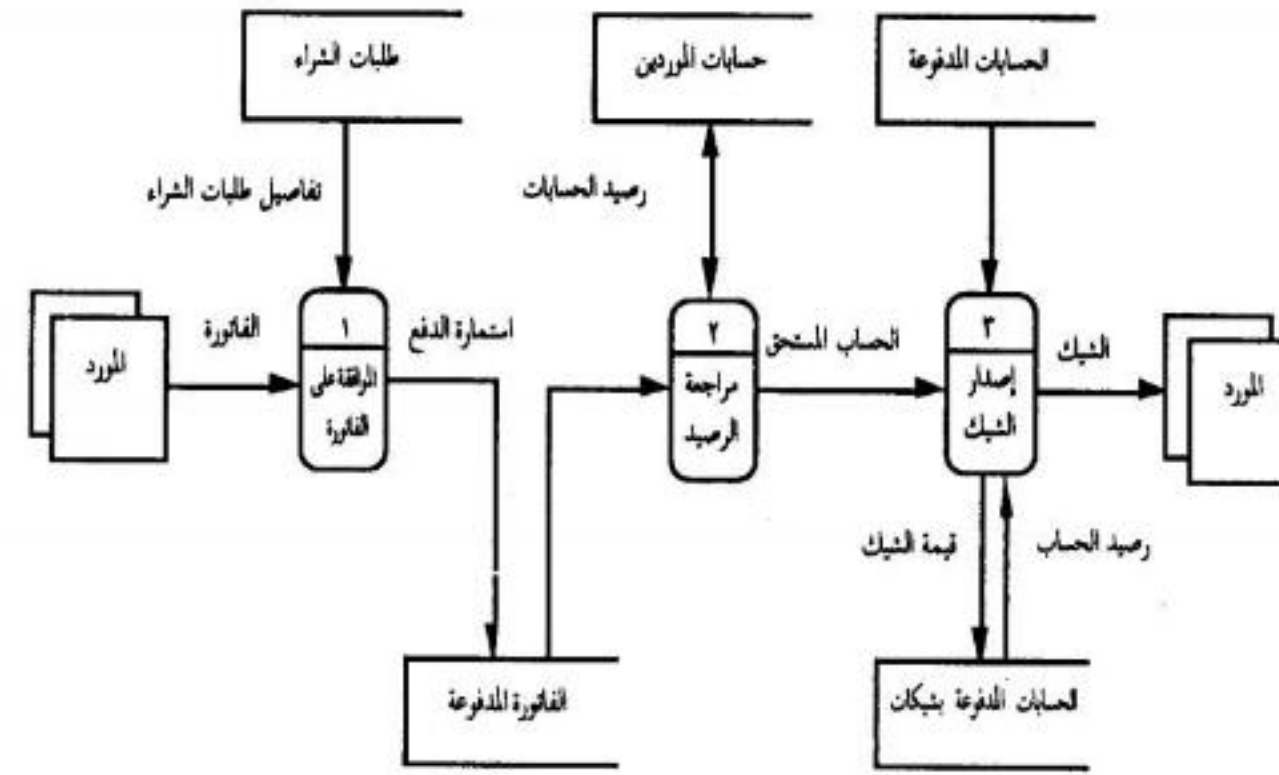 طلبات الشراء
حسابات الموردين
الحسابات المدفوعة
تفاصيل طلبات الشراء
رصيد الحسابات
المورد
الفاتورة
١
الموافقة على
الفاتورة
استمارة الدفع
٢
مراجعة
الرصيد
الحساب المستحق
٣
إصدار
الشيك
الشيك
المورد
قيمة الشيك
رصيد الحساب
الفاتورة المدفوعة
الحسابات المدفوعة بشيكات